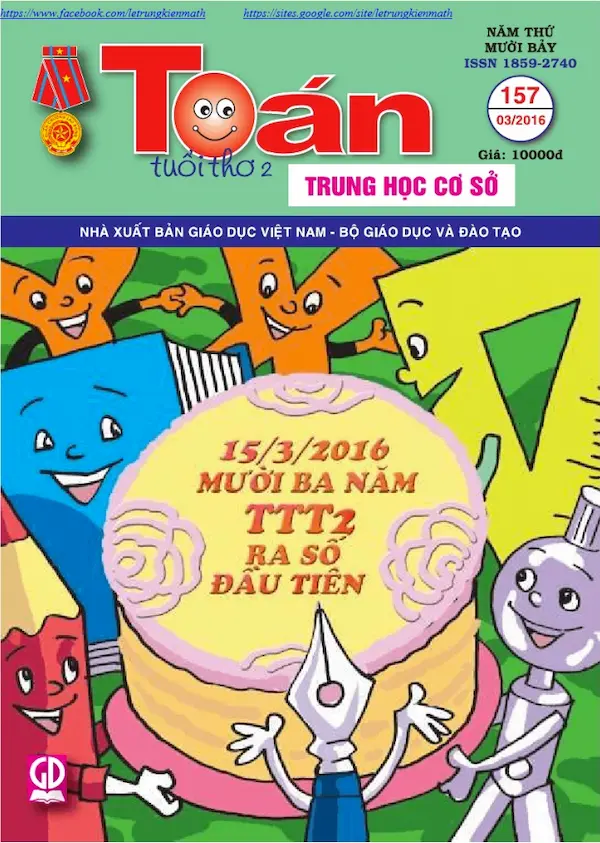 https://www.facebook.com/letrungkienmath
https://sites.google.com/site/letrungkienmath
NĂM THỨ
MƯỜI BẢY
ISSN 1859-2740
Toán
tuổi thơ 2
157
03/2016
Giá: 10000đ
TRUNG HỌC CƠ SỞ
NHÀ XUẤT BẢN GIÁO DỤC VIỆT NAM - BỘ GIÁO DỤC VÀ ĐÀO TẠO
15/3/2016
MƯỜI BA NĂM
TTT2
RA SỐ
ĐẦU TIÊN
GD